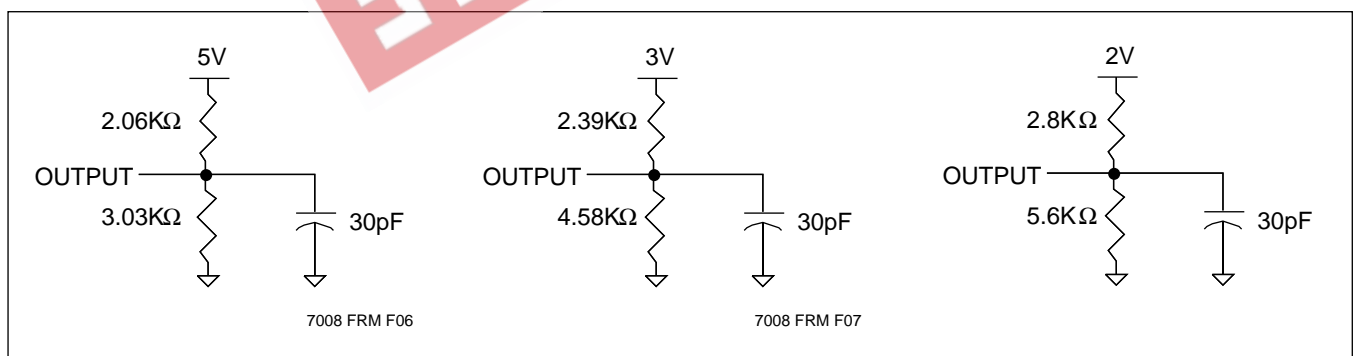 5V
2.06KΩ
OUTPUT
3.03KΩ
30pF
7008 FRM F06
3V
2.39KΩ
OUTPUT
4.58KΩ
30pF
7008 FRM F07
2V
2.8KΩ
OUTPUT
5.6KΩ
30pF